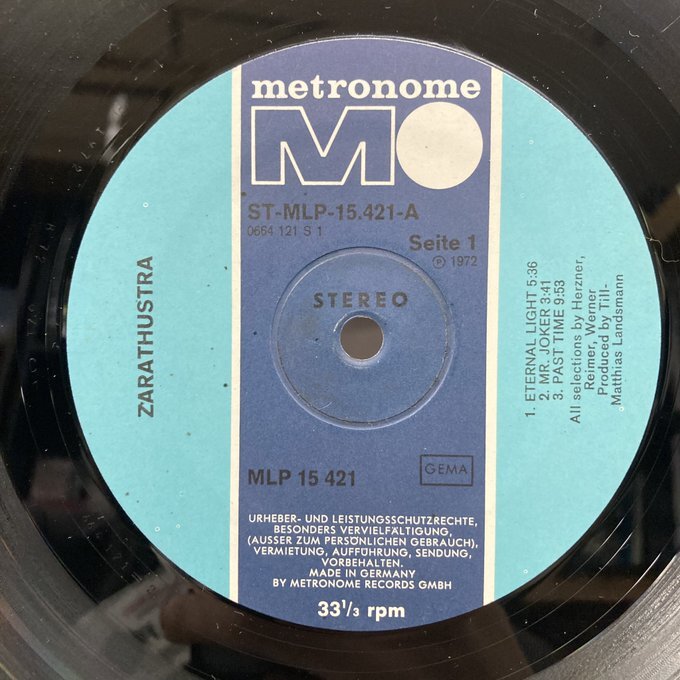 metronome
MO
ST-MLP-15.421-A
0664 121 S 1
Seite 1
℗ 1972
STEREO
ZARATHUSTRA
1. ETERNAL LIGHT 5:36
2. MR. JOKER 3:41
3. PAST TIME 9:53
All selections by Herzner,
Reimer, Werner
Produced by Till-
Matthias Landsmann
MLP 15 421
GEMA
URHEBER- UND LEISTUNGSSCHUTZRECHTE,
BESONDERS VERVIELFÄLTIGUNG,
(AUSSER ZUM PERSÖNLICHEN GEBRAUCH),
VERMIETUNG, AUFFÜHRUNG, SENDUNG,
VORBEHALTEN.
MADE IN GERMANY
BY METRONOME RECORDS GMBH
33¹/₃ rpm